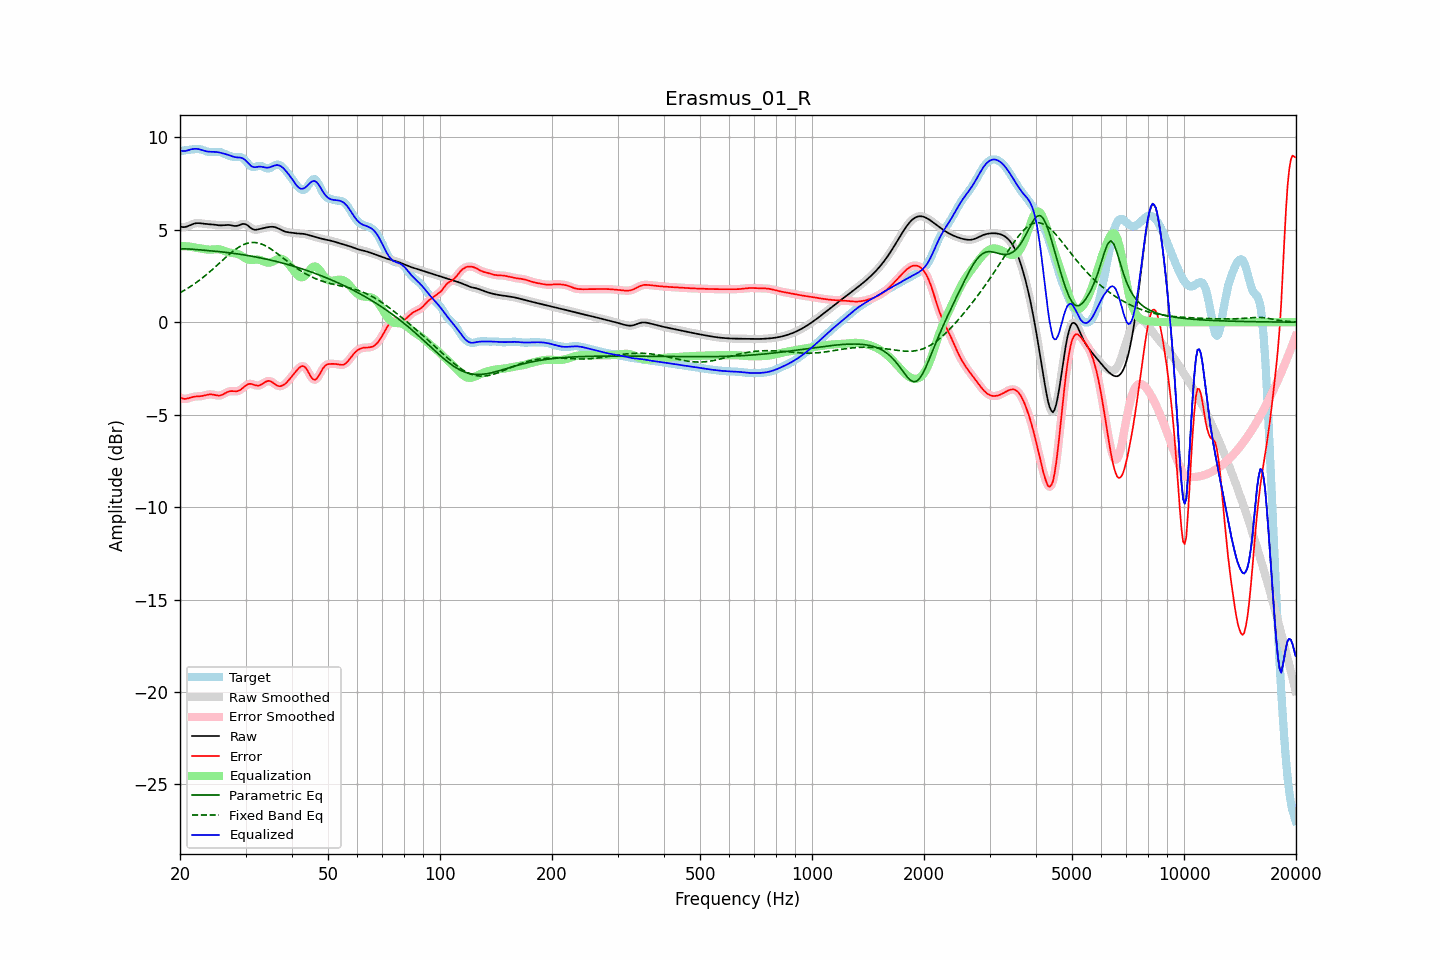 Erasmus_01_R
10
5
0
−5
−10
−15
−20
−25
Amplitude (dBr)
Target
Raw Smoothed
Error Smoothed
Raw
Error
Equalization
Parametric Eq
Fixed Band Eq
Equalized
20 50 100 200 500 1000 2000 5000 10000 20000
Frequency (Hz)